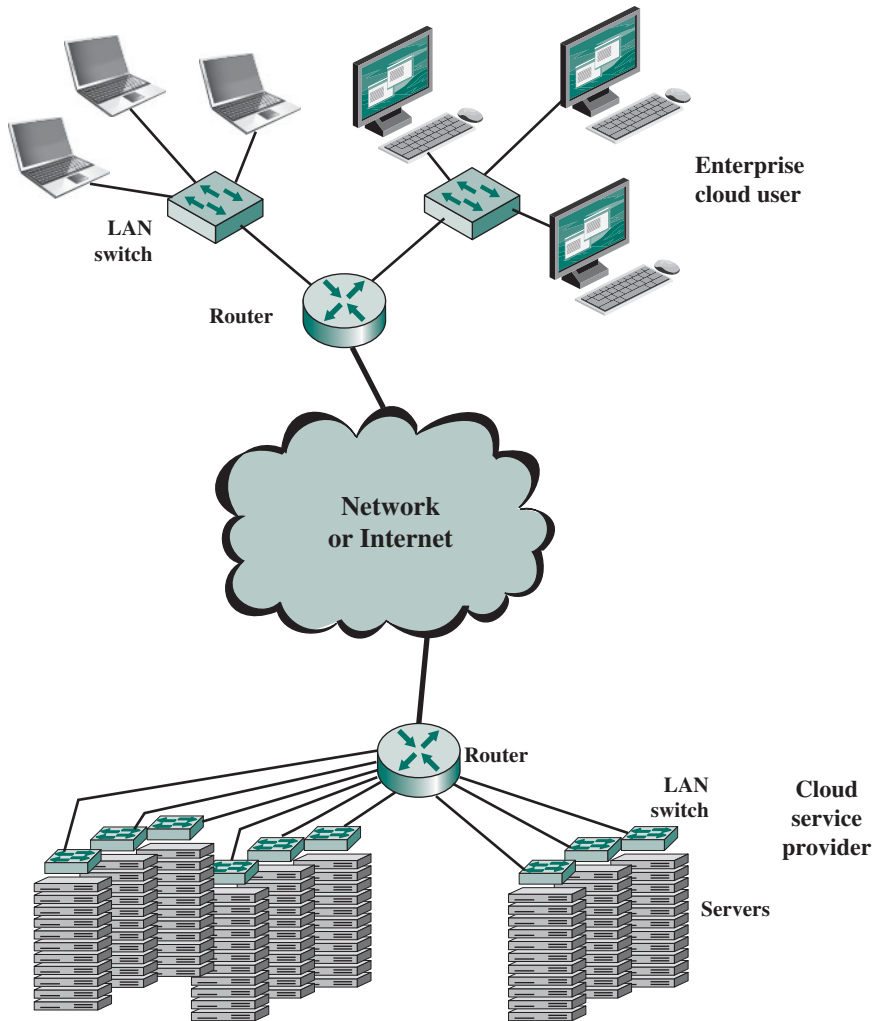 Enterprise
cloud user
LAN
switch
Router
Network
or Internet
Router
LAN
switch
Cloud
service
provider
Servers